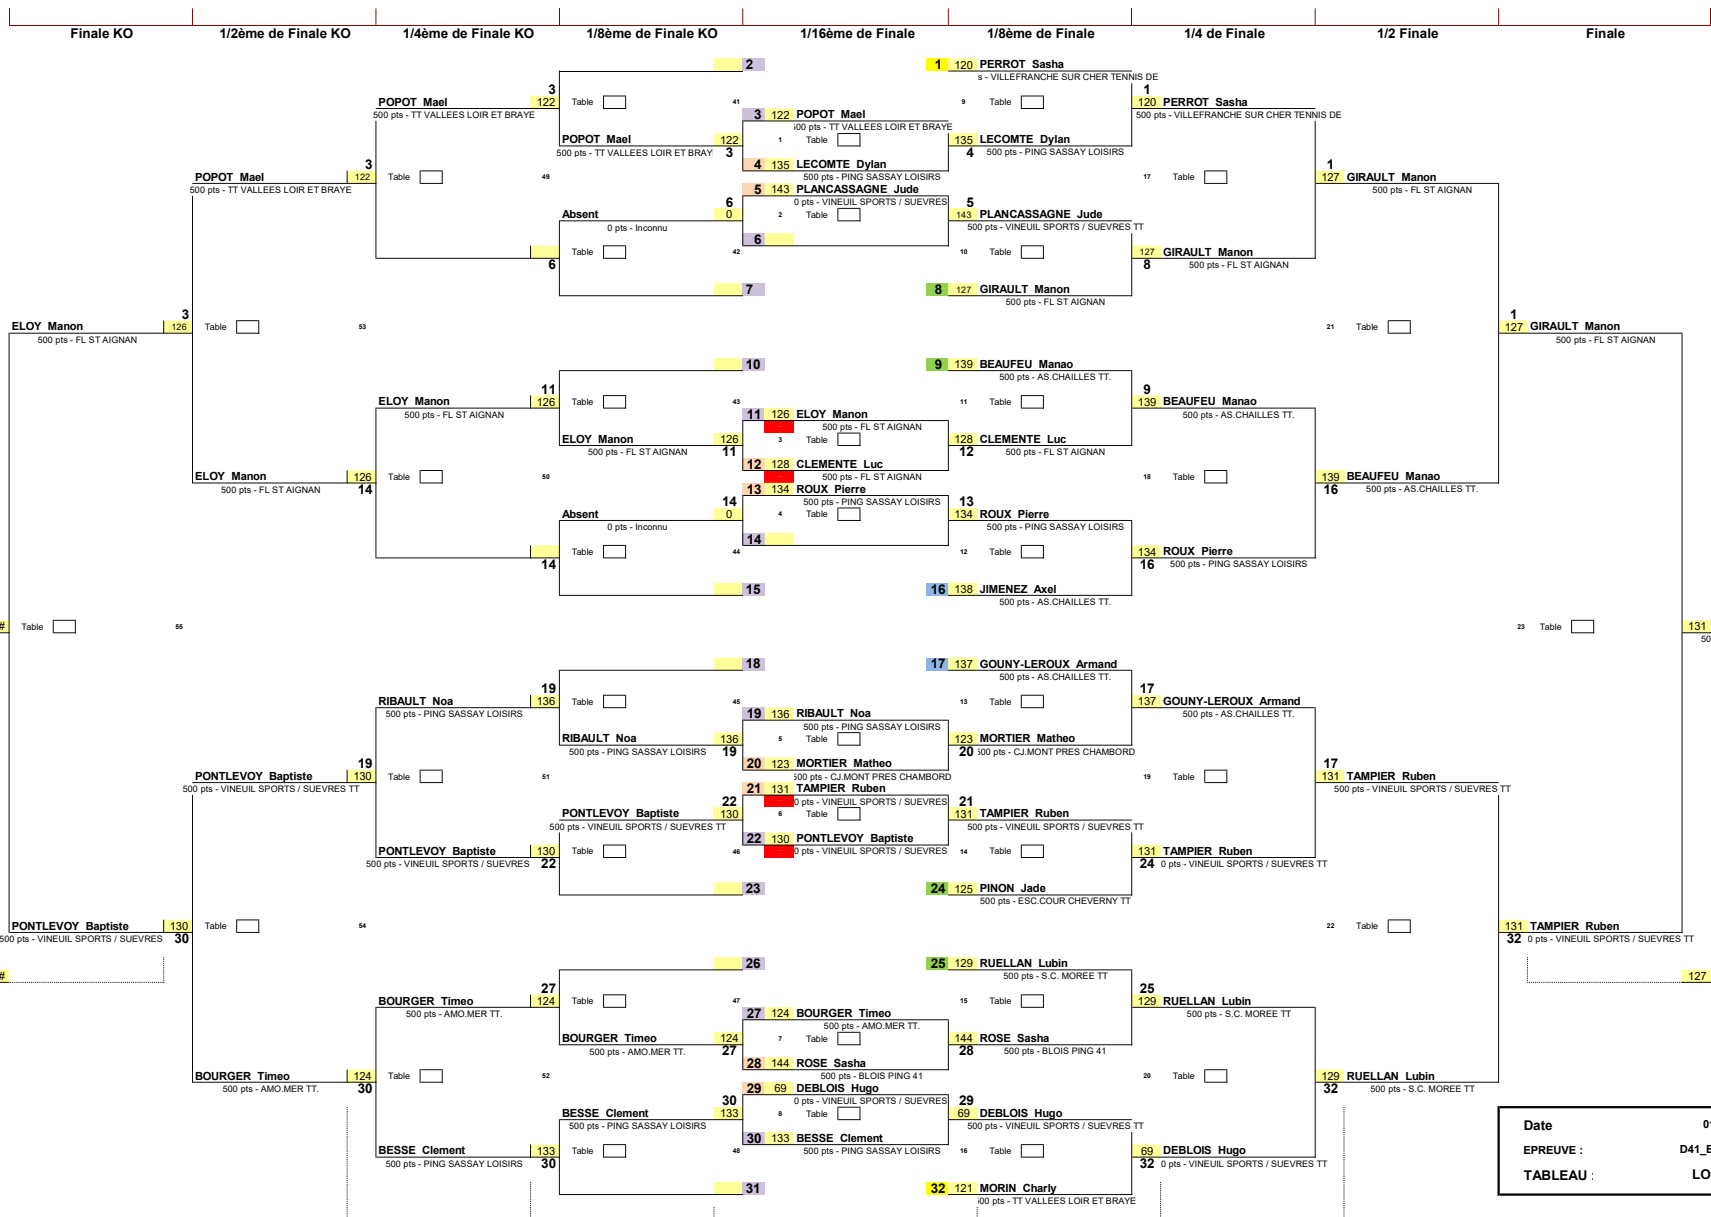 Finale KO 1/2ème de Finale KO 1/4ème de Finale KO 1/8ème de Finale KO 1/16ème de Finale 1/8ème de Finale 1/4 de Finale 1/2 Finale Finale
2 1 120 PERROT Sasha
s - VILLEFRANCHE SUR CHER TENNIS DE
3 1
POPOT Mael 122 Table 41 9 Table 120 PERROT Sasha
500 pts - TT VALLEES LOIR ET BRAYE 3 122 POPOT Mael 500 pts - VILLEFRANCHE SUR CHER TENNIS DE
500 pts - TT VALLEES LOIR ET BRAYE
POPOT Mael 122 1 Table 135 LECOMTE Dylan
500 pts - TT VALLEES LOIR ET BRAY 3 4 500 pts - PING SASSAY LOISIRS
3 4 135 LECOMTE Dylan 1
POPOT Mael 122 Table 49 500 pts - PING SASSAY LOISIRS 17 Table 127 GIRAULT Manon
500 pts - TT VALLEES LOIR ET BRAYE 5 143 PLANCASSAGNE Jude 500 pts - FL ST AIGNAN
6 0 pts - VINEUIL SPORTS / SUEVRES 5
Absent 0 2 Table 143 PLANCASSAGNE Jude
0 pts - Inconnu 500 pts - VINEUIL SPORTS / SUEVRES TT
6
Table 42 10 Table 127 GIRAULT Manon
6 8 500 pts - FL ST AIGNAN
7 8 127 GIRAULT Manon
500 pts - FL ST AIGNAN
3 1
ELOY Manon 126 Table 53 21 Table 127 GIRAULT Manon
500 pts - FL ST AIGNAN 500 pts - FL ST AIGNAN
10 9 139 BEAUFEU Manao
500 pts - AS.CHAILLES TT.
11 9
ELOY Manon 126 Table 43 11 Table 139 BEAUFEU Manao
500 pts - FL ST AIGNAN 11 126 ELOY Manon 500 pts - AS.CHAILLES TT.
500 pts - FL ST AIGNAN
ELOY Manon 126 3 Table 128 CLEMENTE Luc
500 pts - FL ST AIGNAN 11 12 500 pts - FL ST AIGNAN
12 128 CLEMENTE Luc
ELOY Manon 126 Table 50 500 pts - FL ST AIGNAN 18 Table 139 BEAUFEU Manao
500 pts - FL ST AIGNAN 14 13 134 ROUX Pierre 16 500 pts - AS.CHAILLES TT.
14 500 pts - PING SASSAY LOISIRS 13
Absent 0 4 Table 134 ROUX Pierre
0 pts - Inconnu 500 pts - PING SASSAY LOISIRS
14
Table 44 12 Table 134 ROUX Pierre
14 16 500 pts - PING SASSAY LOISIRS
15 16 138 JIMENEZ Axel
500 pts - AS.CHAILLES TT.
# Table 55 23 Table 131
50
18 17 137 GOUNY-LEROUX Armand
500 pts - AS.CHAILLES TT.
19 17
RIBAULT Noa 136 Table 45 13 Table 137 GOUNY-LEROUX Armand
500 pts - PING SASSAY LOISIRS 19 136 RIBAULT Noa 500 pts - AS.CHAILLES TT.
500 pts - PING SASSAY LOISIRS
RIBAULT Noa 136 5 Table 123 MORTIER Matheo
500 pts - PING SASSAY LOISIRS 19 20 500 pts - CJ.MONT PRES CHAMBORD
19 20 123 MORTIER Matheo 17
PONTLEVOY Baptiste 130 Table 51 500 pts - CJ.MONT PRES CHAMBORD 19 Table 131 TAMPIER Ruben
500 pts - VINEUIL SPORTS / SUEVRES TT 21 131 TAMPIER Ruben 500 pts - VINEUIL SPORTS / SUEVRES TT
22 0 pts - VINEUIL SPORTS / SUEVRES 21
PONTLEVOY Baptiste 130 6 Table 131 TAMPIER Ruben
500 pts - VINEUIL SPORTS / SUEVRES TT 500 pts - VINEUIL SPORTS / SUEVRES TT
22 130 PONTLEVOY Baptiste
PONTLEVOY Baptiste 130 Table 46 0 pts - VINEUIL SPORTS / SUEVRES 14 Table 131 TAMPIER Ruben
500 pts - VINEUIL SPORTS / SUEVRES 22 24 0 pts - VINEUIL SPORTS / SUEVRES TT
23 24 125 PINON Jade
500 pts - ESC.COUR CHEVERNY TT
PONTLEVOY Baptiste 130 Table 54 22 Table 131 TAMPIER Ruben
500 pts - VINEUIL SPORTS / SUEVRES 30 32 0 pts - VINEUIL SPORTS / SUEVRES TT
26 25 129 RUELLAN Lubin
# 500 pts - S.C. MOREE TT 127
27 25
BOURGER Timeo 124 Table 47 15 Table 129 RUELLAN Lubin
500 pts - AMO.MER TT. 27 124 BOURGER Timeo 500 pts - S.C. MOREE TT
500 pts - AMO.MER TT.
BOURGER Timeo 124 7 Table 144 ROSE Sasha
500 pts - AMO.MER TT. 27 28 500 pts - BLOIS PING 41
28 144 ROSE Sasha
BOURGER Timeo 124 Table 52 500 pts - BLOIS PING 41 20 Table 129 RUELLAN Lubin
500 pts - AMO.MER TT. 30 29 69 DEBLOIS Hugo 32 500 pts - S.C. MOREE TT
30 0 pts - VINEUIL SPORTS / SUEVRES 29
BESSE Clement 133 8 Table 69 DEBLOIS Hugo
500 pts - PING SASSAY LOISIRS 500 pts - VINEUIL SPORTS / SUEVRES TT
30 133 BESSE Clement
BESSE Clement 133 Table 48 500 pts - PING SASSAY LOISIRS 16 Table 69 DEBLOIS Hugo
500 pts - PING SASSAY LOISIRS 30 32 0 pts - VINEUIL SPORTS / SUEVRES TT
31 32 121 MORIN Charly
500 pts - TT VALLEES LOIR ET BRAYE
Date 01
EPREUVE : D41_E
TABLEAU : LO